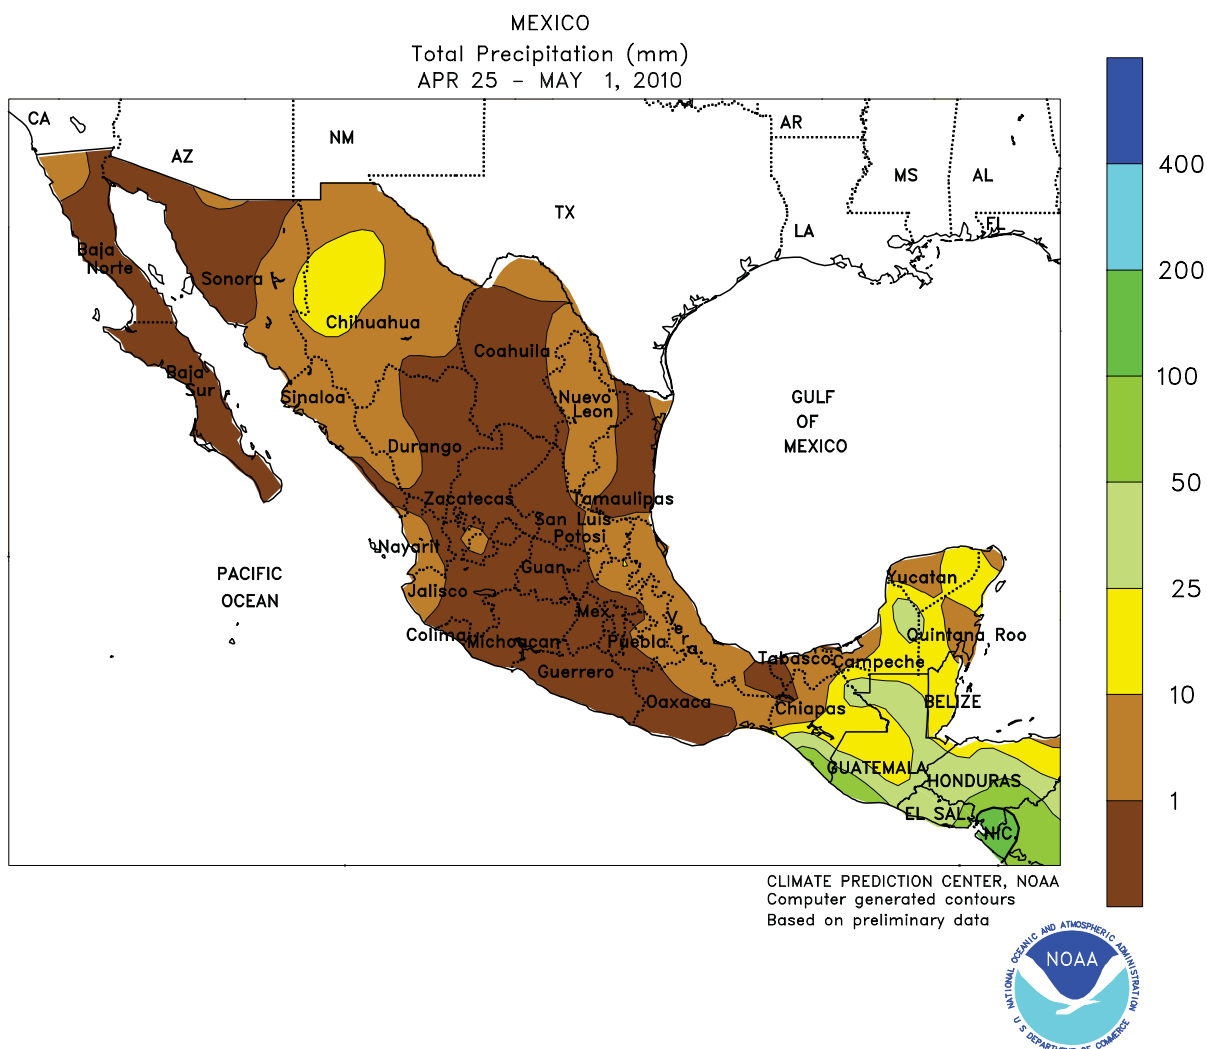 MEXICO
Total Precipitation (mm)
APR 25 - MAY 1, 2010
CA
AZ
NM
TX
AR
MS
AL
LA
FL
400
200
100
50
25
10
1
Baja
Norte
Sonora
Chihuahua
Coahuila
Baja
Sur
Sinaloa
Nuevo
Leon
Durango
Zacatecas
Tamaulipas
San Luis
Potosi
Nayarit
Guan.
Jalisco
Mex.
Vera
Colima
Michoacan
Puebla
Guerrero
Oaxaca
Tabasco
Campeche
Chiapas
Yucatan
Quintana Roo
BELIZE
GUATEMALA
HONDURAS
EL SAL.
NIC.
GULF
OF
MEXICO
PACIFIC
OCEAN
CLIMATE PREDICTION CENTER, NOAA
Computer generated contours
Based on preliminary data
NATIONAL OCEANIC AND ATMOSPHERIC ADMINISTRATION
NOAA
U S DEPARTMENT OF COMMERCE